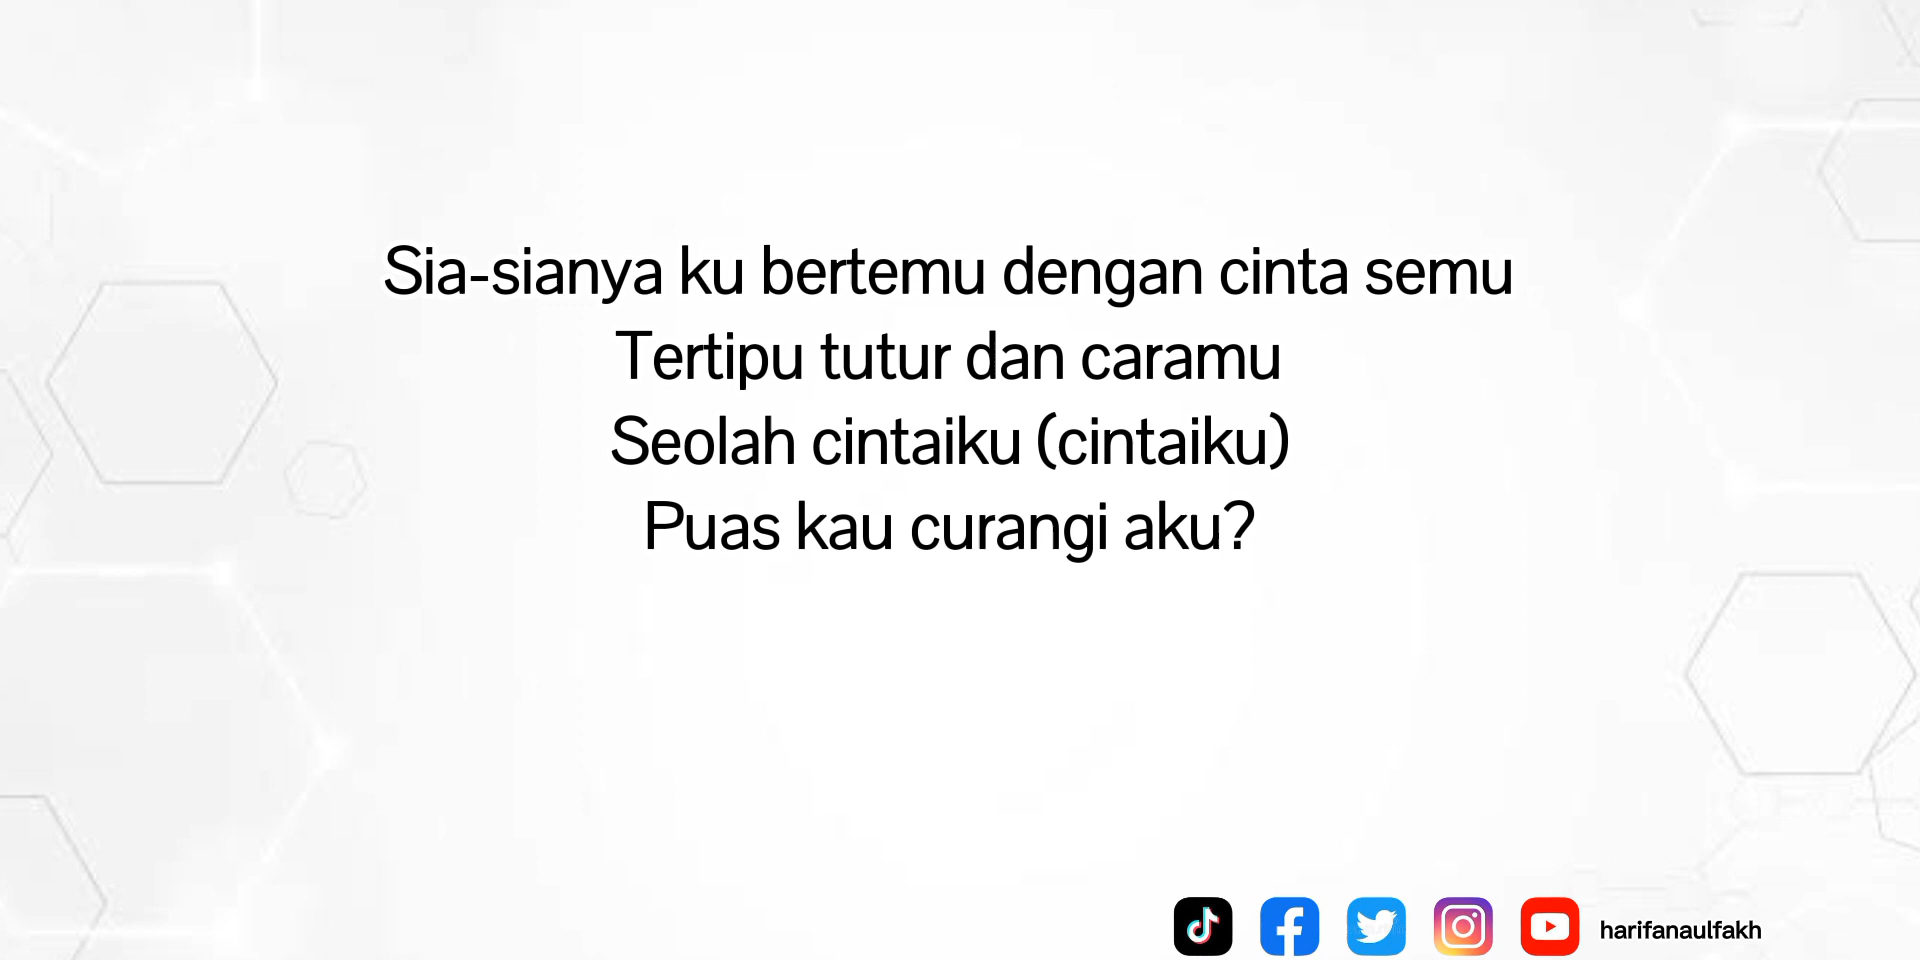 Sia-sianya ku bertemu dengan cinta semu
Tertipu tutur dan caramu
Seolah cintaiku (cintaiku)
Puas kau curangi aku?
harifanaulfakh